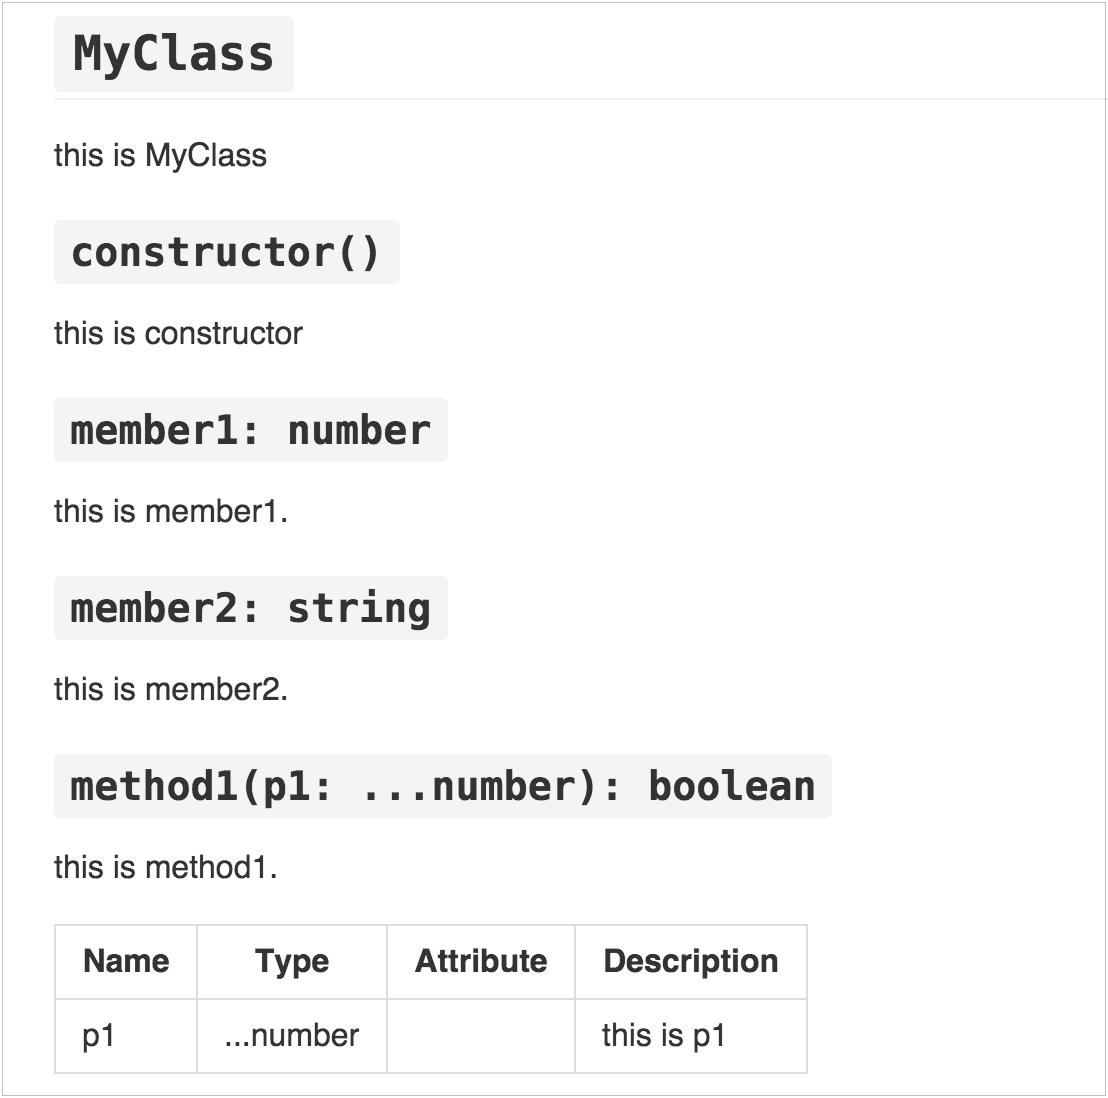 MyClass
this is MyClass
constructor()
this is constructor
member1: number
this is member1.
member2: string
this is member2.
method1(p1: ...number): boolean
this is method1.
Name Type Attribute Description
p1 ...number this is p1